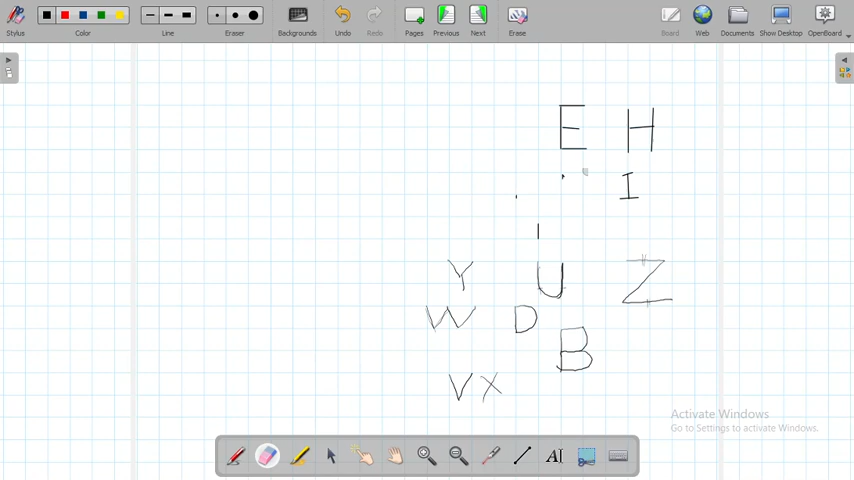 Stylus Color Line Eraser Backgrounds Undo Redo Pages Previous Next Erase Board Web Documents Show Desktop OpenBoard
E H
I
Y U Z
W D
B
V X
Activate Windows
Go to Settings to activate Windows.